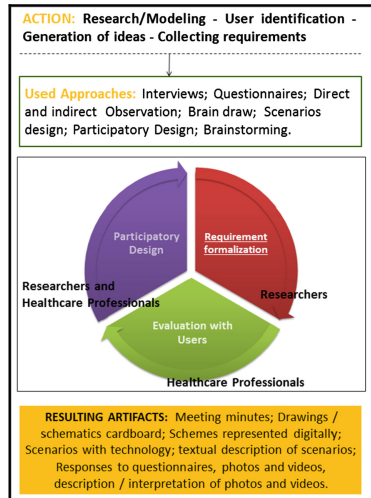 ACTION: Research/Modeling - User identification -
Generation of ideas - Collecting requirements
Used Approaches: Interviews; Questionnaires; Direct
and indirect Observation; Brain draw; Scenarios
design; Participatory Design; Brainstorming.
Participatory
Design
Requirement
formalization
Researchers and
Healthcare Professionals
Researchers
Evaluation with
Users
Healthcare Professionals
RESULTING ARTIFACTS: Meeting minutes; Drawings /
schematics cardboard; Schemes represented digitally;
Scenarios with technology; textual description of scenarios;
Responses to questionnaires, photos and videos,
description / interpretation of photos and videos.